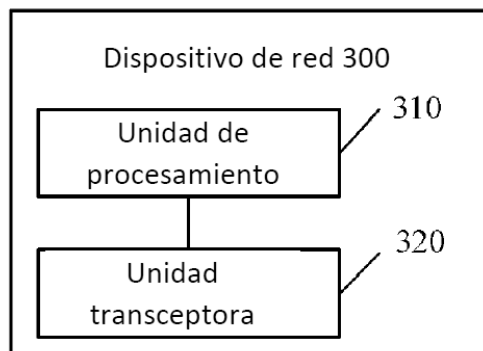 Dispositivo de red 300
310
Unidad de
procesamiento
320
Unidad
transceptora